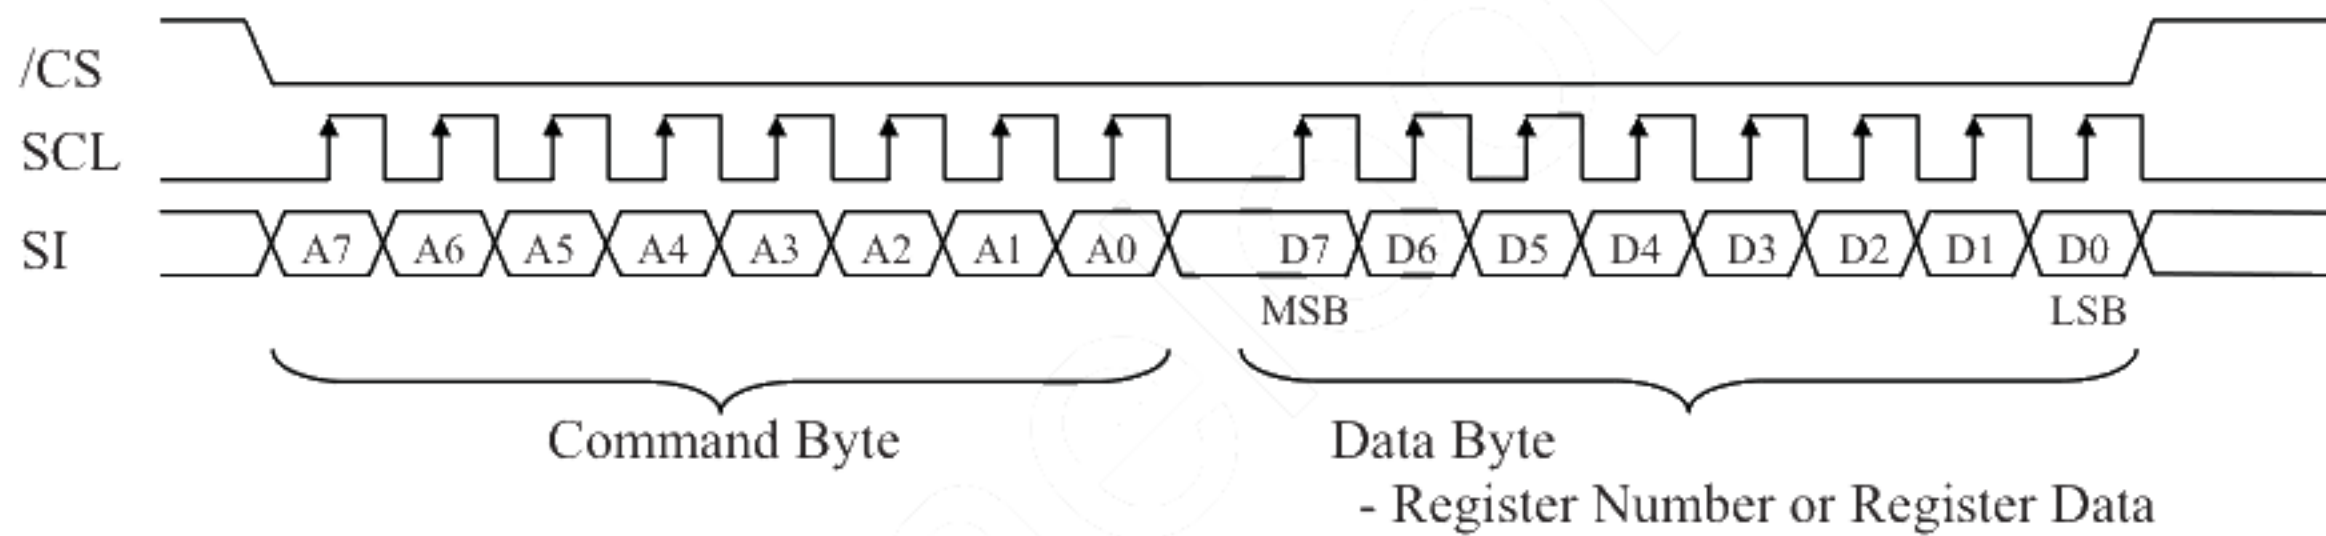 /CS
SCL
SI A7 A6 A5 A4 A3 A2 A1 A0 D7 D6 D5 D4 D3 D2 D1 D0
MSB LSB
Command Byte Data Byte
- Register Number or Register Data